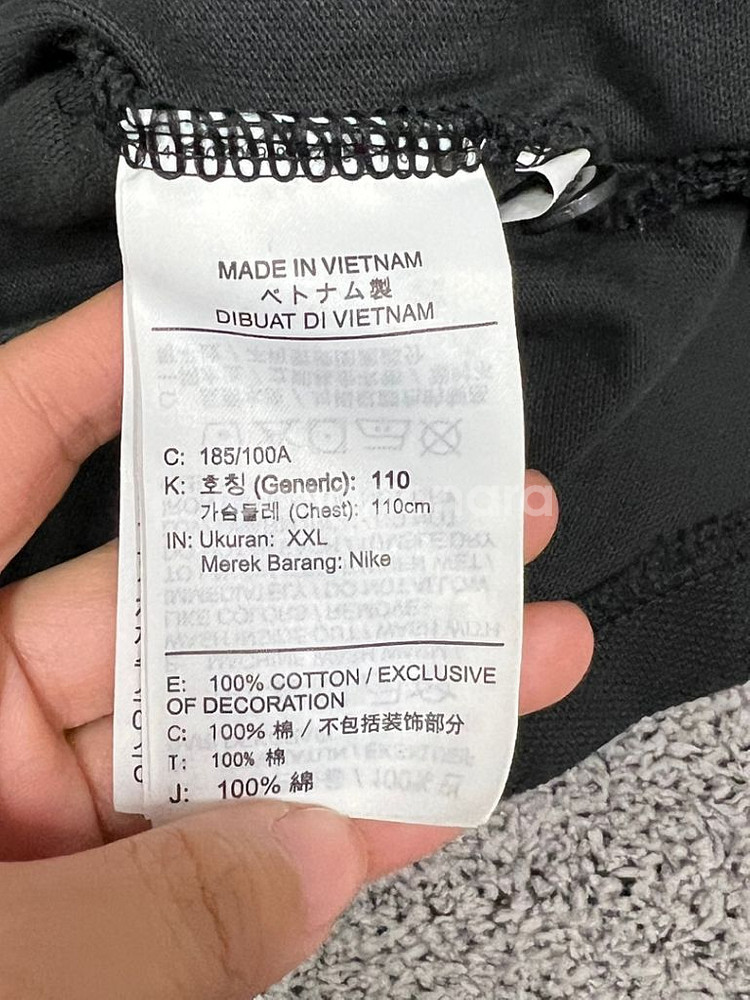 MADE IN VIETNAM
ベトナム製
DIBUAT DI VIETNAM
C: 185/100A
K: 호칭 (Generic): 110
가슴둘레 (Chest): 110cm
IN: Ukuran: XXL
Merek Barang: Nike
E: 100% COTTON / EXCLUSIVE
OF DECORATION
C: 100% 棉 / 不包括装饰部分
T: 100% 棉
J: 100% 綿